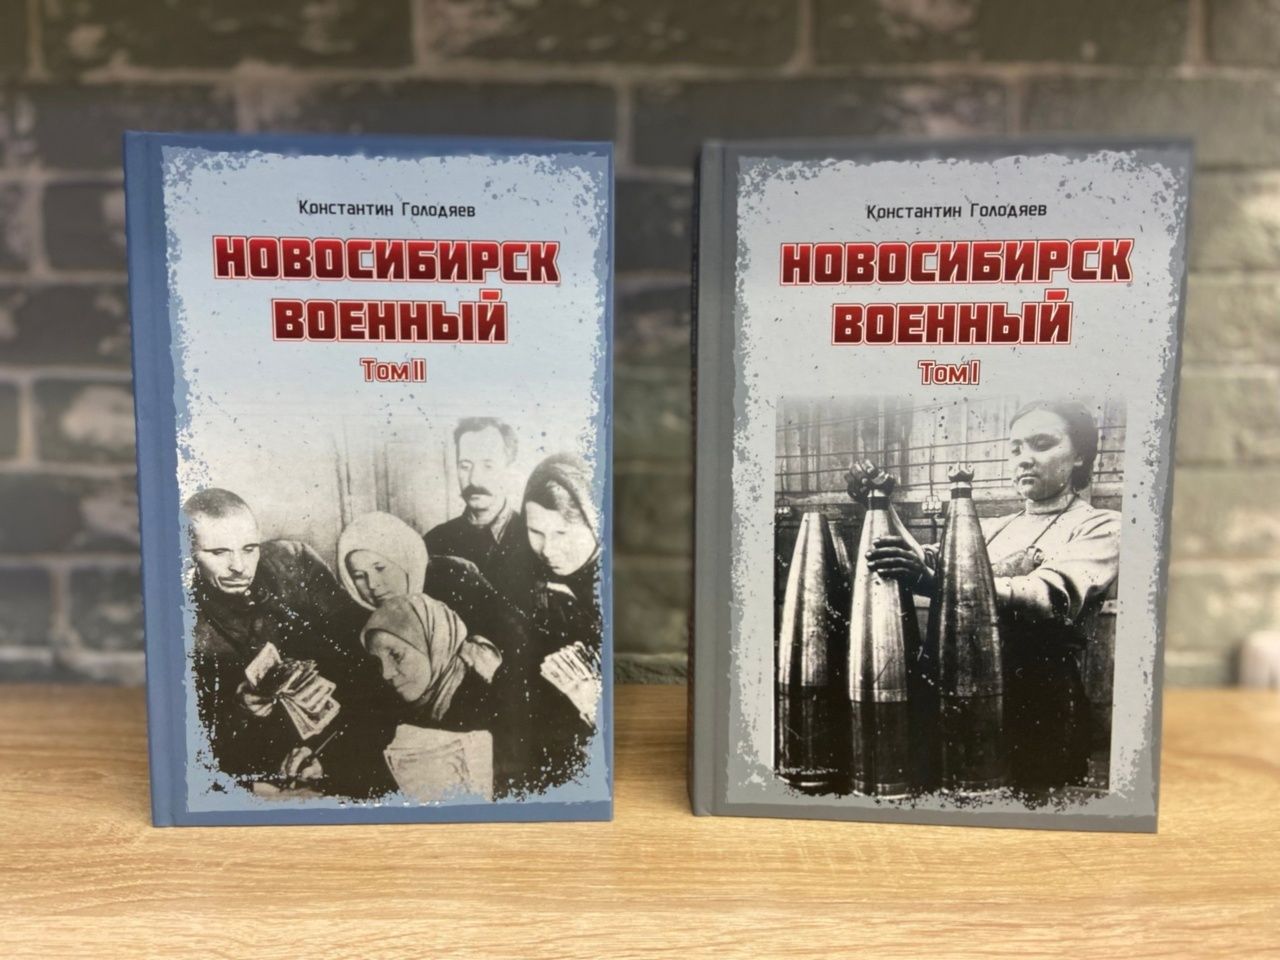 Константин Голодяев
НОВОСИБИРСК
ВОЕННЫЙ
Том II
Константин Голодяев
НОВОСИБИРСК
ВОЕННЫЙ
Том I